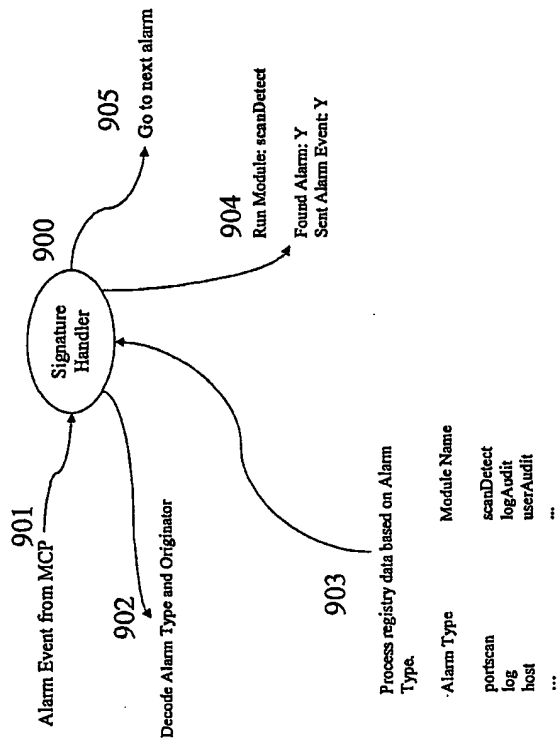 Alarm Event from MCP
901
902
Decode Alarm Type and Originator
Signature
Handler
900
905
Go to next alarm
904
Run Module: scanDetect
Found Alarm: Y
Sent Alarm Event: Y
903
Process registry data based on Alarm
Type.
Alarm Type Module Name
portscan scanDetect
log logAudit
host userAudit
... ...